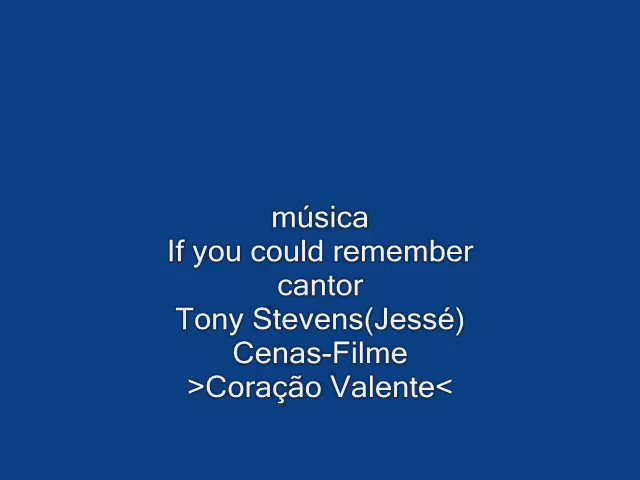 música
If you could remember
cantor
Tony Stevens(Jessé)
Cenas-Filme
>Coração Valente<